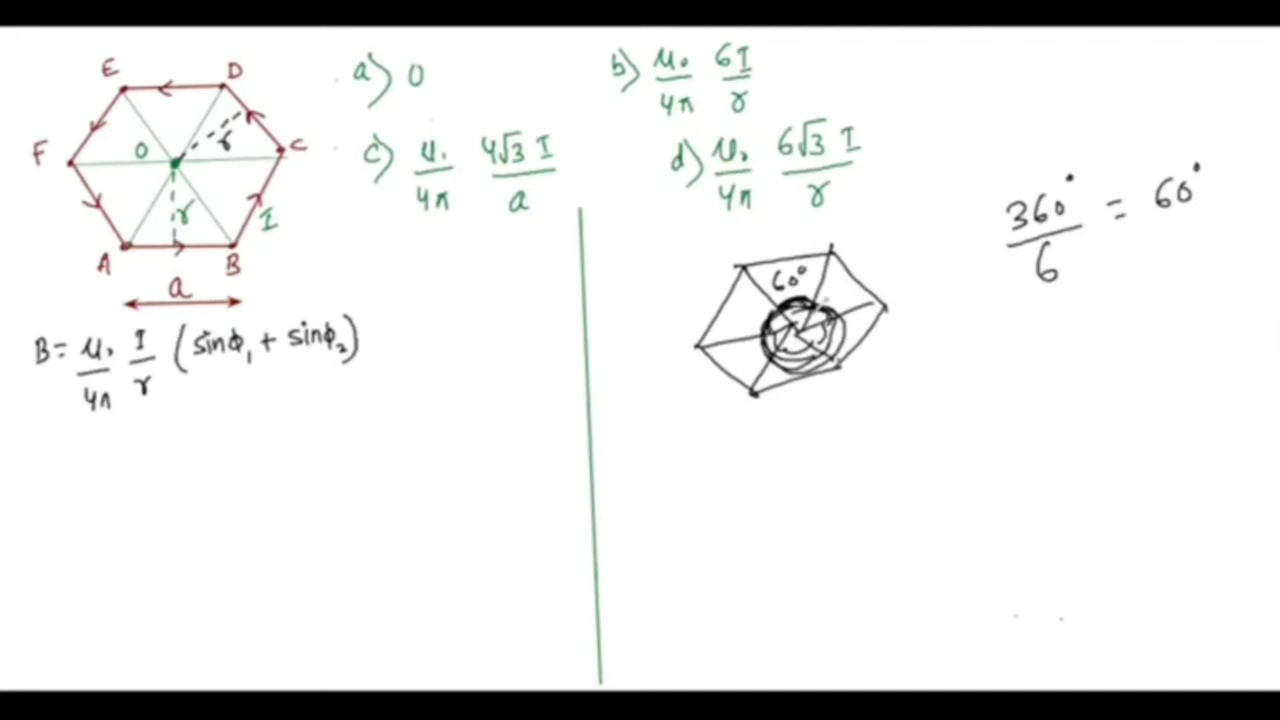 E D
a) 0
b) μ₀/4π 6I/r
F O r C
c) μ₀/4π 4√3 I/a
d) μ₀/4π 6√3 I/r
r I
A B
a
360°/6 = 60°
60°
B = μ₀/4π I/r (sinϕ₁ + sinϕ₂)